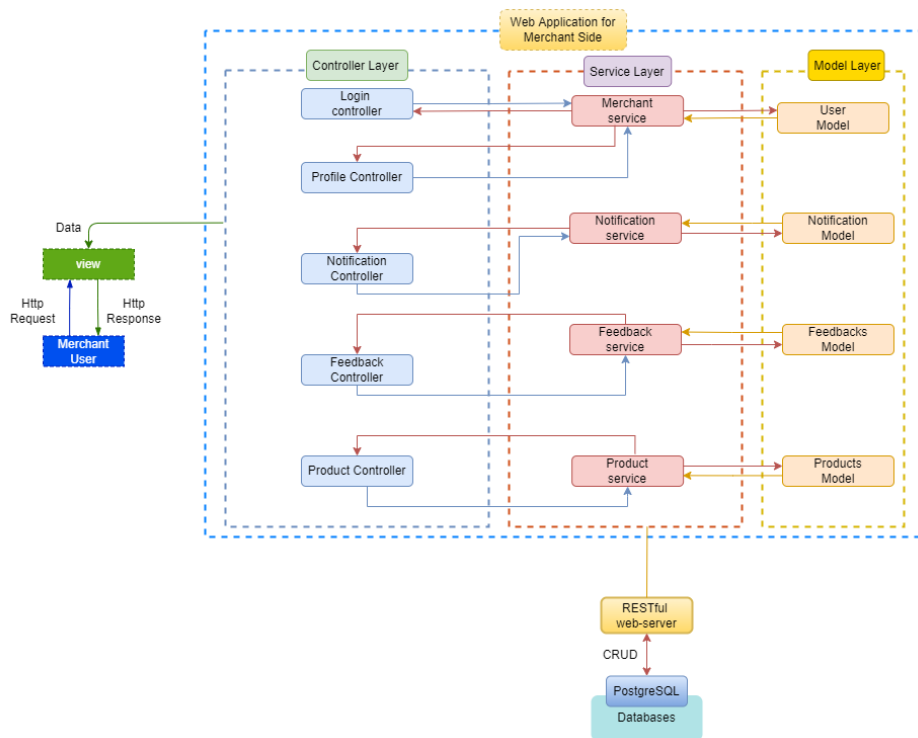 Web Application for
Merchant Side
Controller Layer
Service Layer
Model Layer
Login
controller
Merchant
service
User
Model
Profile Controller
Data
Notification
service
Notification
Model
view
Notification
Controller
Http
Request
Http
Response
Merchant
User
Feedback
service
Feedbacks
Model
Feedback
Controller
Product Controller
Product
service
Products
Model
RESTful
web-server
CRUD
PostgreSQL
Databases